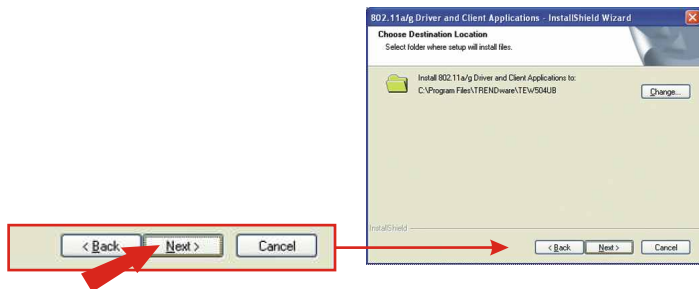 802.11a/g Driver and Client Applications - InstallShield Wizard
Choose Destination Location
Select folder where setup will install files.
Install 802.11a/g Driver and Client Applications to:
C:\Program Files\TRENDware\TEW504UB
Change...
InstallShield
< Back Next > Cancel
< Back Next > Cancel